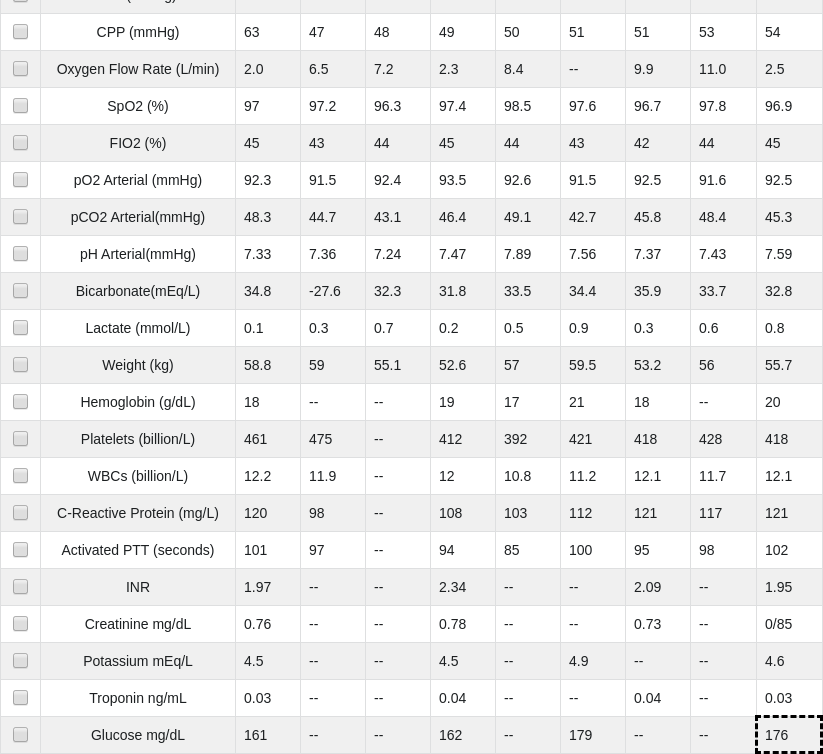 CPP (mmHg) 63 47 48 49 50 51 51 53 54
Oxygen Flow Rate (L/min) 2.0 6.5 7.2 2.3 8.4 -- 9.9 11.0 2.5
SpO2 (%) 97 97.2 96.3 97.4 98.5 97.6 96.7 97.8 96.9
FIO2 (%) 45 43 44 45 44 43 42 44 45
pO2 Arterial (mmHg) 92.3 91.5 92.4 93.5 92.6 91.5 92.5 91.6 92.5
pCO2 Arterial(mmHg) 48.3 44.7 43.1 46.4 49.1 42.7 45.8 48.4 45.3
pH Arterial(mmHg) 7.33 7.36 7.24 7.47 7.89 7.56 7.37 7.43 7.59
Bicarbonate(mEq/L) 34.8 -27.6 32.3 31.8 33.5 34.4 35.9 33.7 32.8
Lactate (mmol/L) 0.1 0.3 0.7 0.2 0.5 0.9 0.3 0.6 0.8
Weight (kg) 58.8 59 55.1 52.6 57 59.5 53.2 56 55.7
Hemoglobin (g/dL) 18 -- -- 19 17 21 18 -- 20
Platelets (billion/L) 461 475 -- 412 392 421 418 428 418
WBCs (billion/L) 12.2 11.9 -- 12 10.8 11.2 12.1 11.7 12.1
C-Reactive Protein (mg/L) 120 98 -- 108 103 112 121 117 121
Activated PTT (seconds) 101 97 -- 94 85 100 95 98 102
INR 1.97 -- -- 2.34 -- -- 2.09 -- 1.95
Creatinine mg/dL 0.76 -- -- 0.78 -- -- 0.73 -- 0/85
Potassium mEq/L 4.5 -- -- 4.5 -- 4.9 -- -- 4.6
Troponin ng/mL 0.03 -- -- 0.04 -- -- 0.04 -- 0.03
Glucose mg/dL 161 -- -- 162 -- 179 -- -- 176